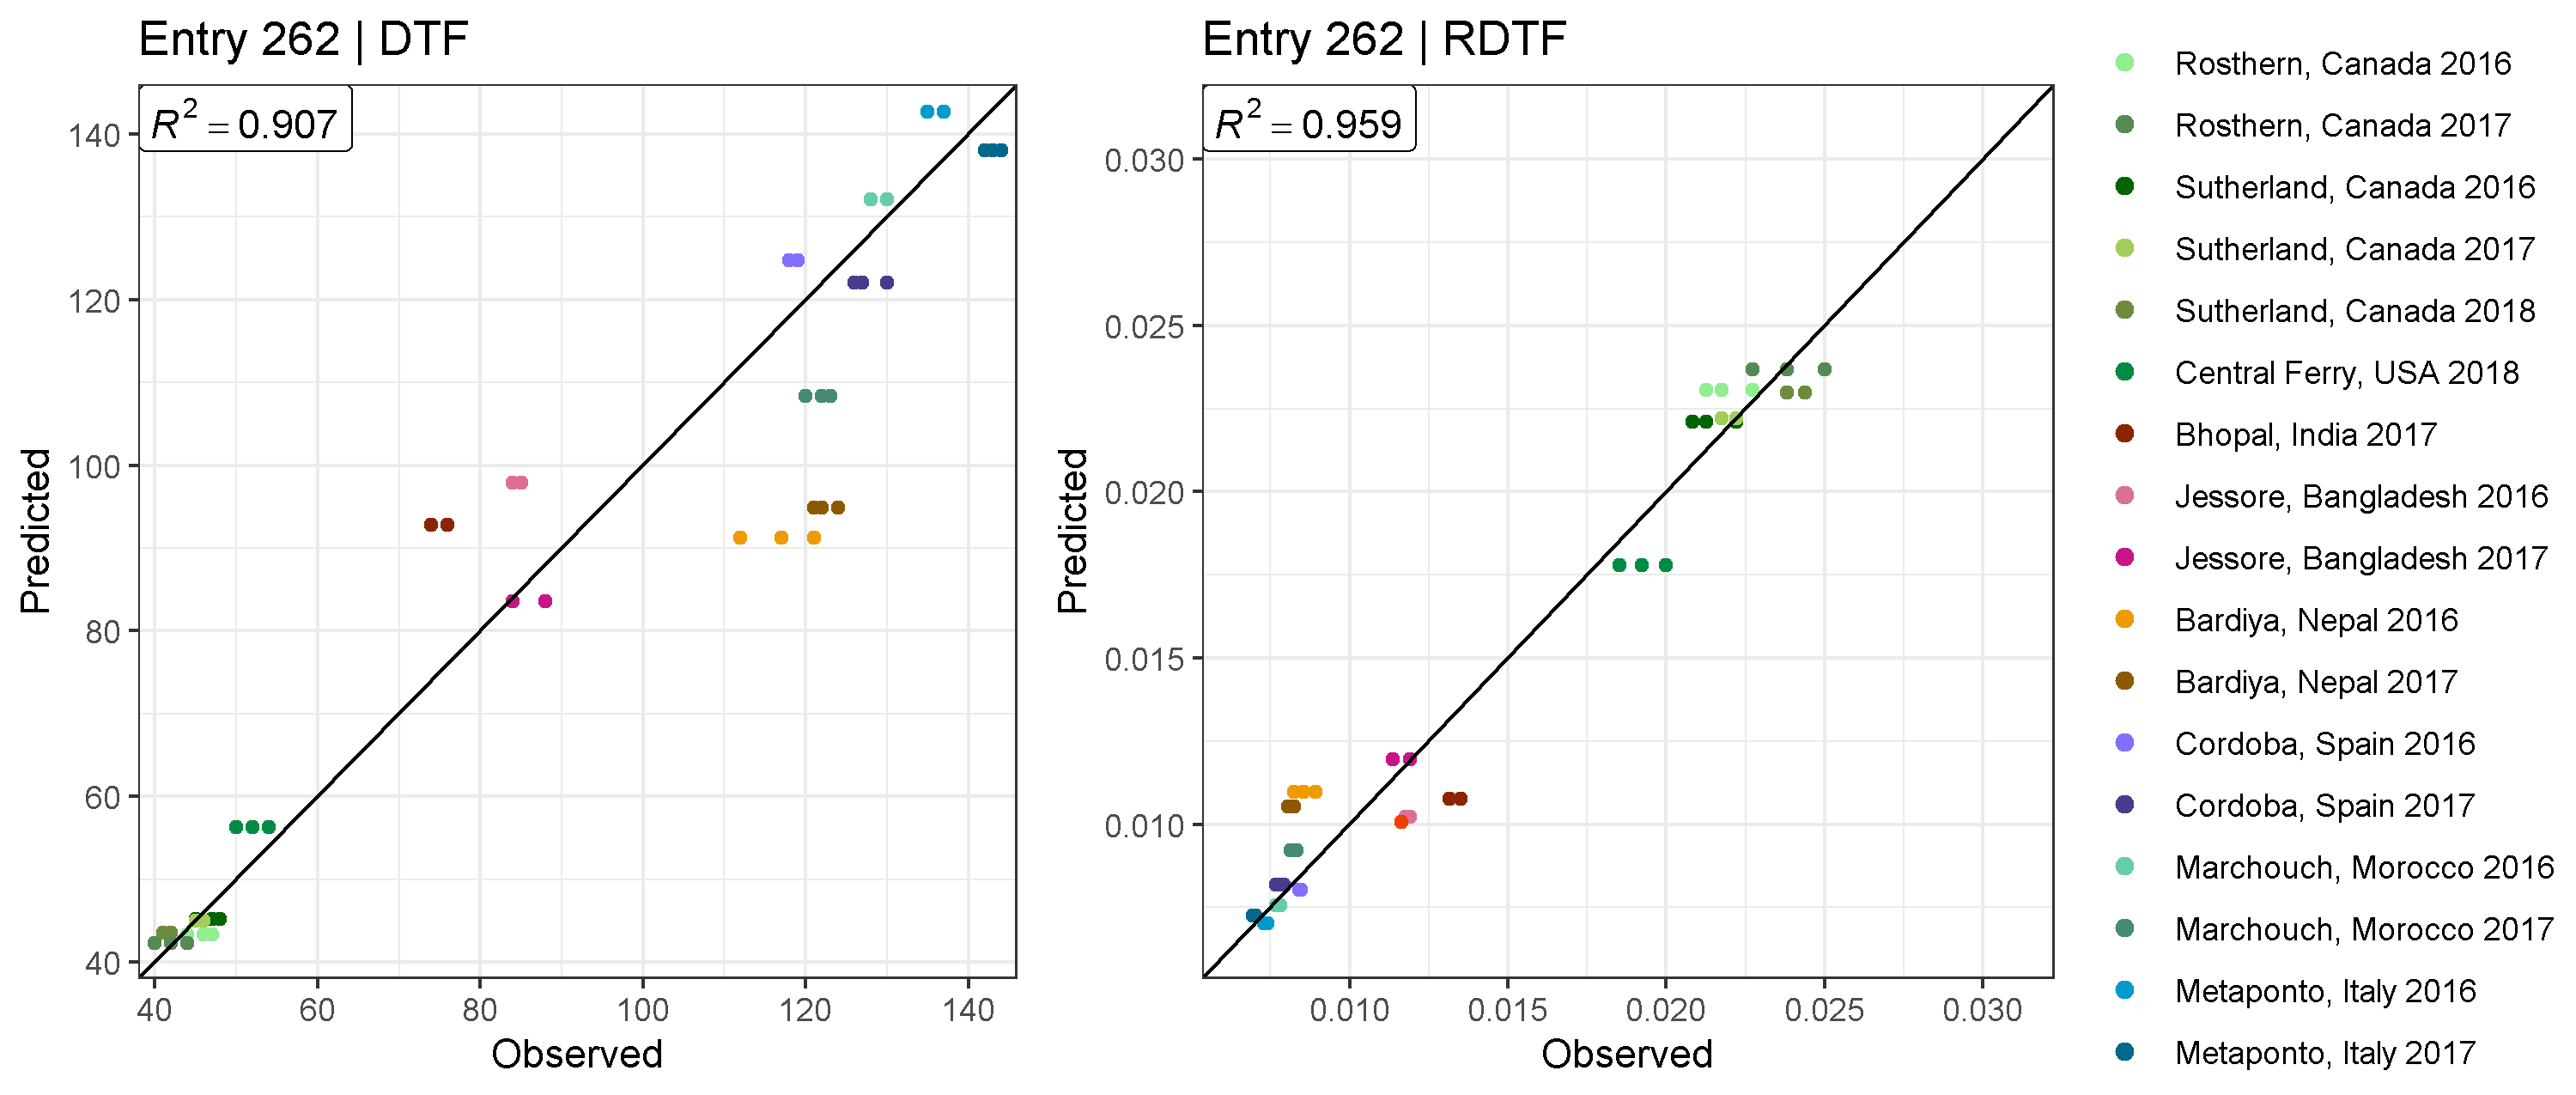 Entry 262 | DTF
R² = 0.907
140
120
100
80
60
40
40 60 80 100 120 140
Predicted
Observed
Entry 262 | RDTF
R² = 0.959
0.030
0.025
0.020
0.015
0.010
0.010 0.015 0.020 0.025 0.030
Predicted
Observed
Rosthern, Canada 2016
Rosthern, Canada 2017
Sutherland, Canada 2016
Sutherland, Canada 2017
Sutherland, Canada 2018
Central Ferry, USA 2018
Bhopal, India 2017
Jessore, Bangladesh 2016
Jessore, Bangladesh 2017
Bardiya, Nepal 2016
Bardiya, Nepal 2017
Cordoba, Spain 2016
Cordoba, Spain 2017
Marchouch, Morocco 2016
Marchouch, Morocco 2017
Metaponto, Italy 2016
Metaponto, Italy 2017